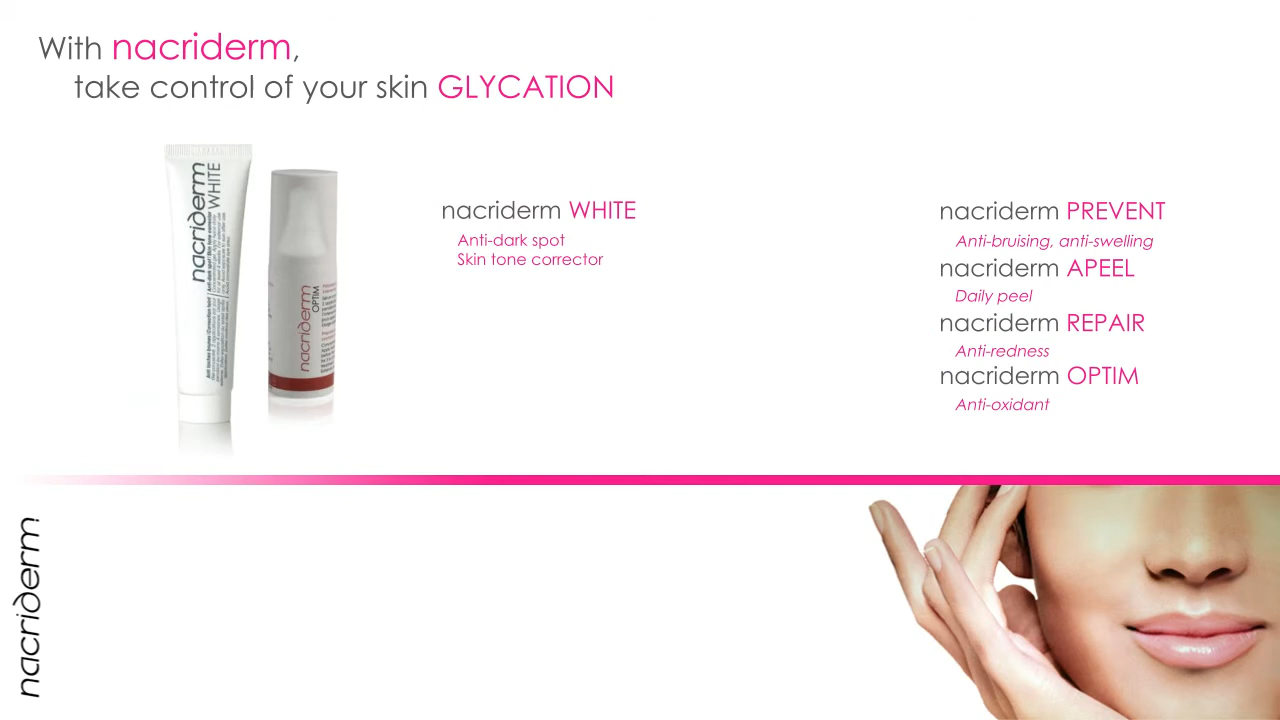 With nacriderm,
take control of your skin GLYCATION
nacriderm
WHITE
nacriderm
OPTIM
nacriderm WHITE
Anti-dark spot
Skin tone corrector
nacriderm PREVENT
Anti-bruising, anti-swelling
nacriderm APEEL
Daily peel
nacriderm REPAIR
Anti-redness
nacriderm OPTIM
Anti-oxidant
nacriderm